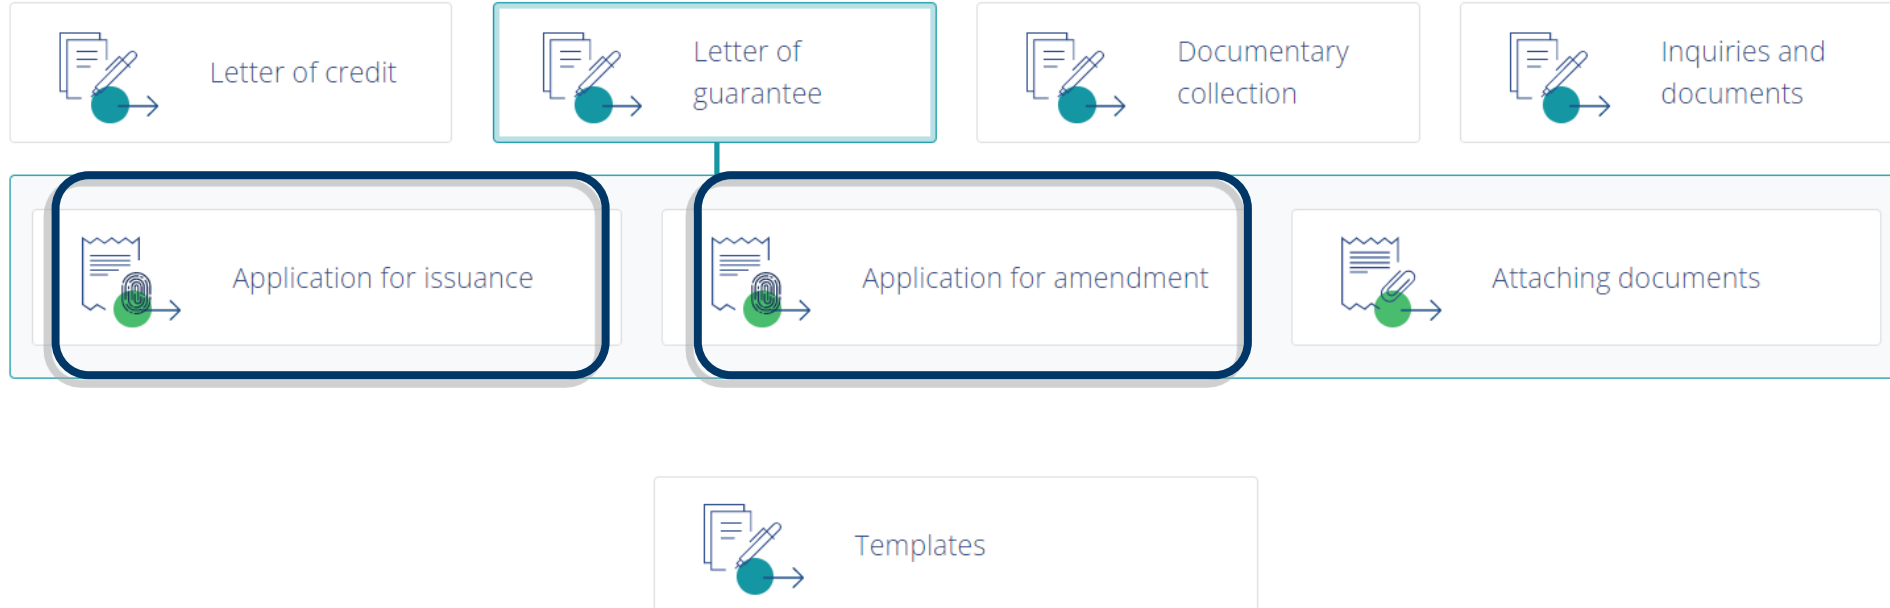 Letter of credit
Letter of
guarantee
Documentary
collection
Inquiries and
documents
Application for issuance
Application for amendment
Attaching documents
Templates